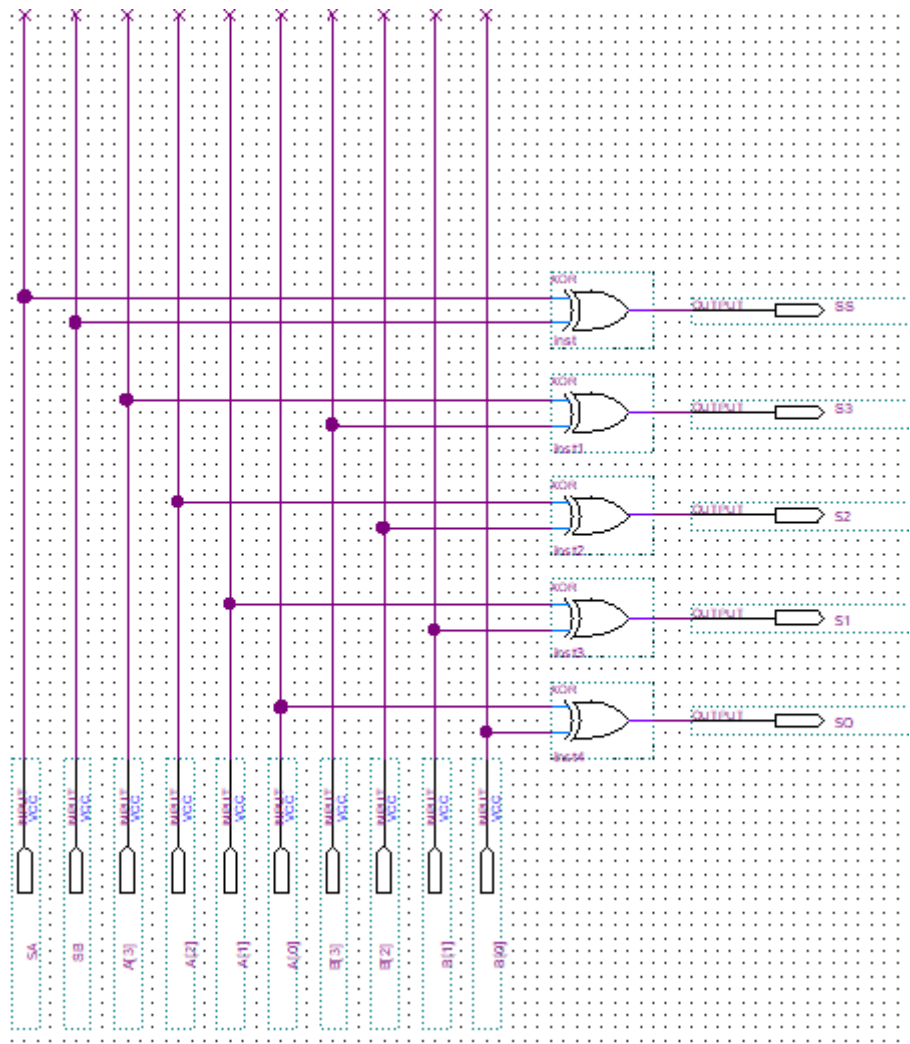 XOR
inst
OUTPUT
SS
XOR
inst1
OUTPUT
S3
XOR
inst2
OUTPUT
S2
XOR
inst3
OUTPUT
S1
XOR
inst4
OUTPUT
S0
INPUT
VCC
INPUT
VCC
INPUT
VCC
INPUT
VCC
INPUT
VCC
INPUT
VCC
INPUT
VCC
INPUT
VCC
INPUT
VCC
INPUT
VCC
SA
SB
A[3]
A[2]
A[1]
A[0]
B[3]
B[2]
B[1]
B[0]